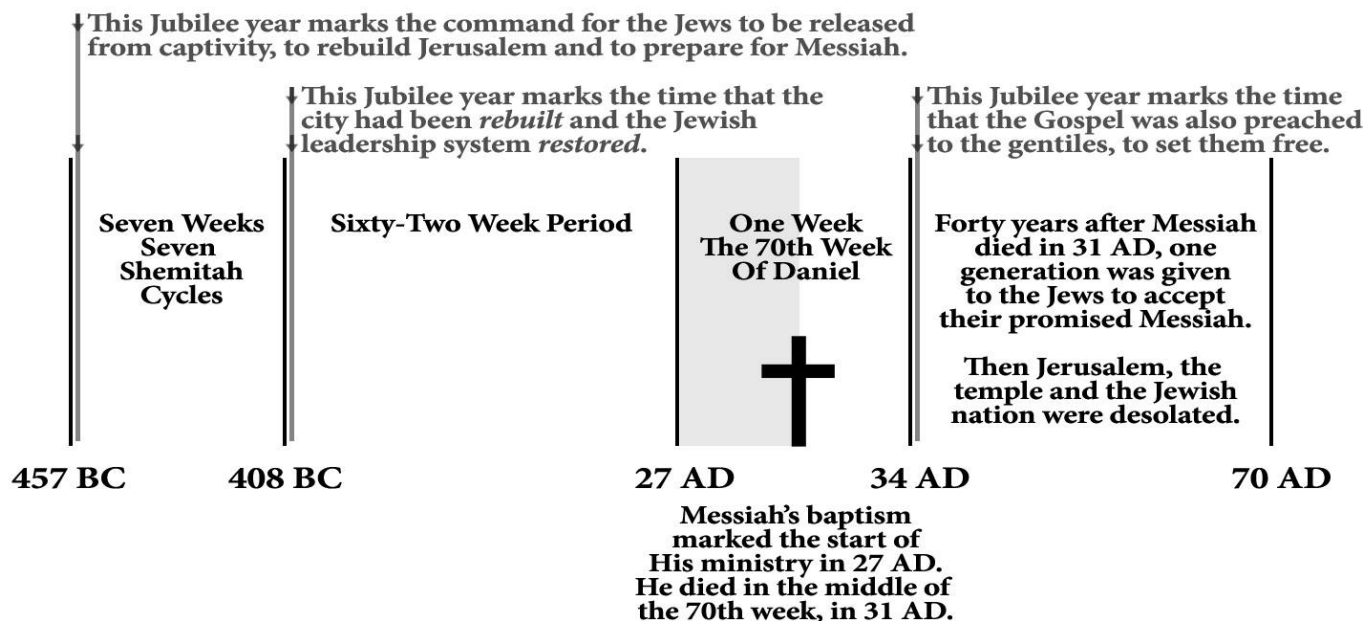 This Jubilee year marks the command for the Jews to be released
from captivity, to rebuild Jerusalem and to prepare for Messiah.
This Jubilee year marks the time that the
city had been rebuilt and the Jewish
leadership system restored.
This Jubilee year marks the time
that the Gospel was also preached
to the gentiles, to set them free.
Seven Weeks
Seven
Shemitah
Cycles
Sixty-Two Week Period
One Week
The 70th Week
Of Daniel
Forty years after Messiah
died in 31 AD, one
generation was given
to the Jews to accept
their promised Messiah.
Then Jerusalem, the
temple and the Jewish
nation were desolated.
457 BC
408 BC
27 AD
34 AD
70 AD
Messiah’s baptism
marked the start of
His ministry in 27 AD.
He died in the middle of
the 70th week, in 31 AD.